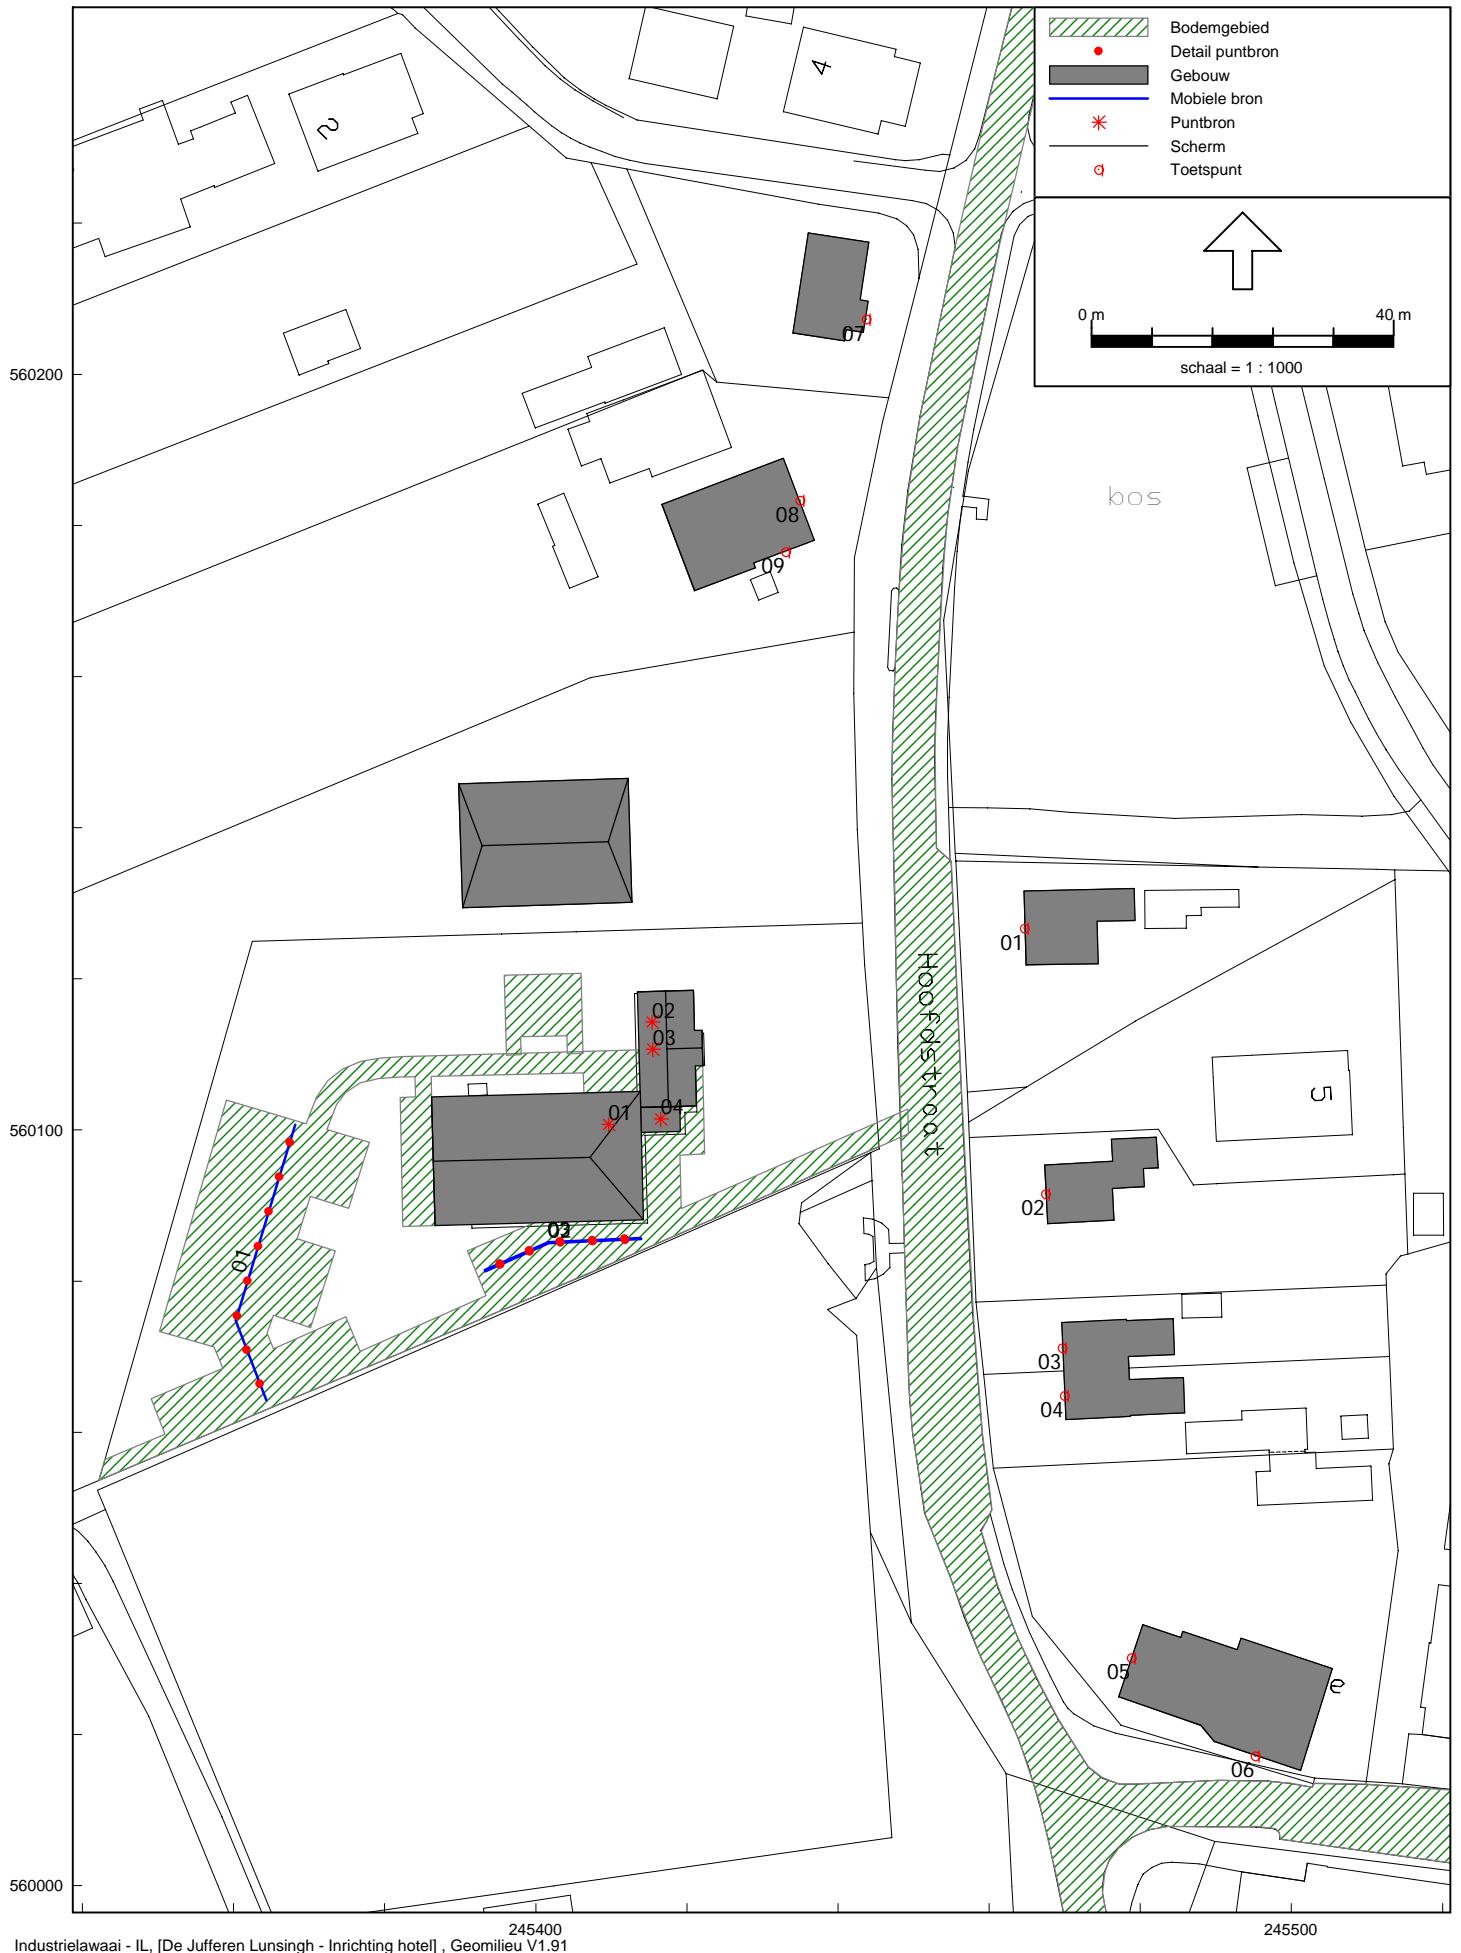 Bodemgebied
Detail puntbron
Gebouw
Mobiele bron
Puntbron
Scherm
Toetspunt
0 m 40 m
schaal = 1 : 1000
4
2
07
560200
bos
08
09
01
Hoofdstraat
02
03
01 04
5
560100
02
02
01
03
04
05
e
06
560000
245400 245500
Industrielawaai - IL, [De Jufferen Lunsingh - Inrichting hotel] , Geomilieu V1.91